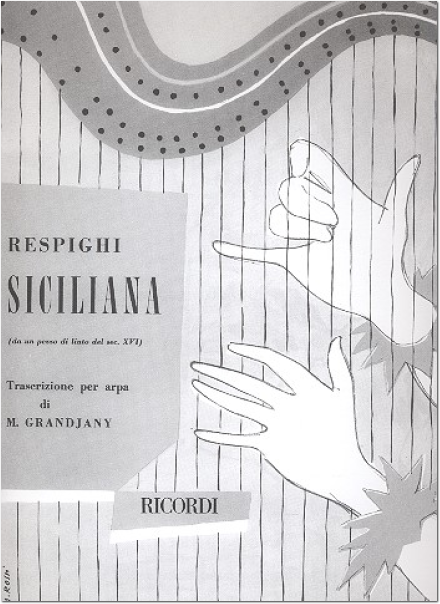 RESPIGHI
SICILIANA
(da un pezzo di liuto del sec. XVI)
Trascrizione per arpa
di
M. GRANDJANY
RICORDI